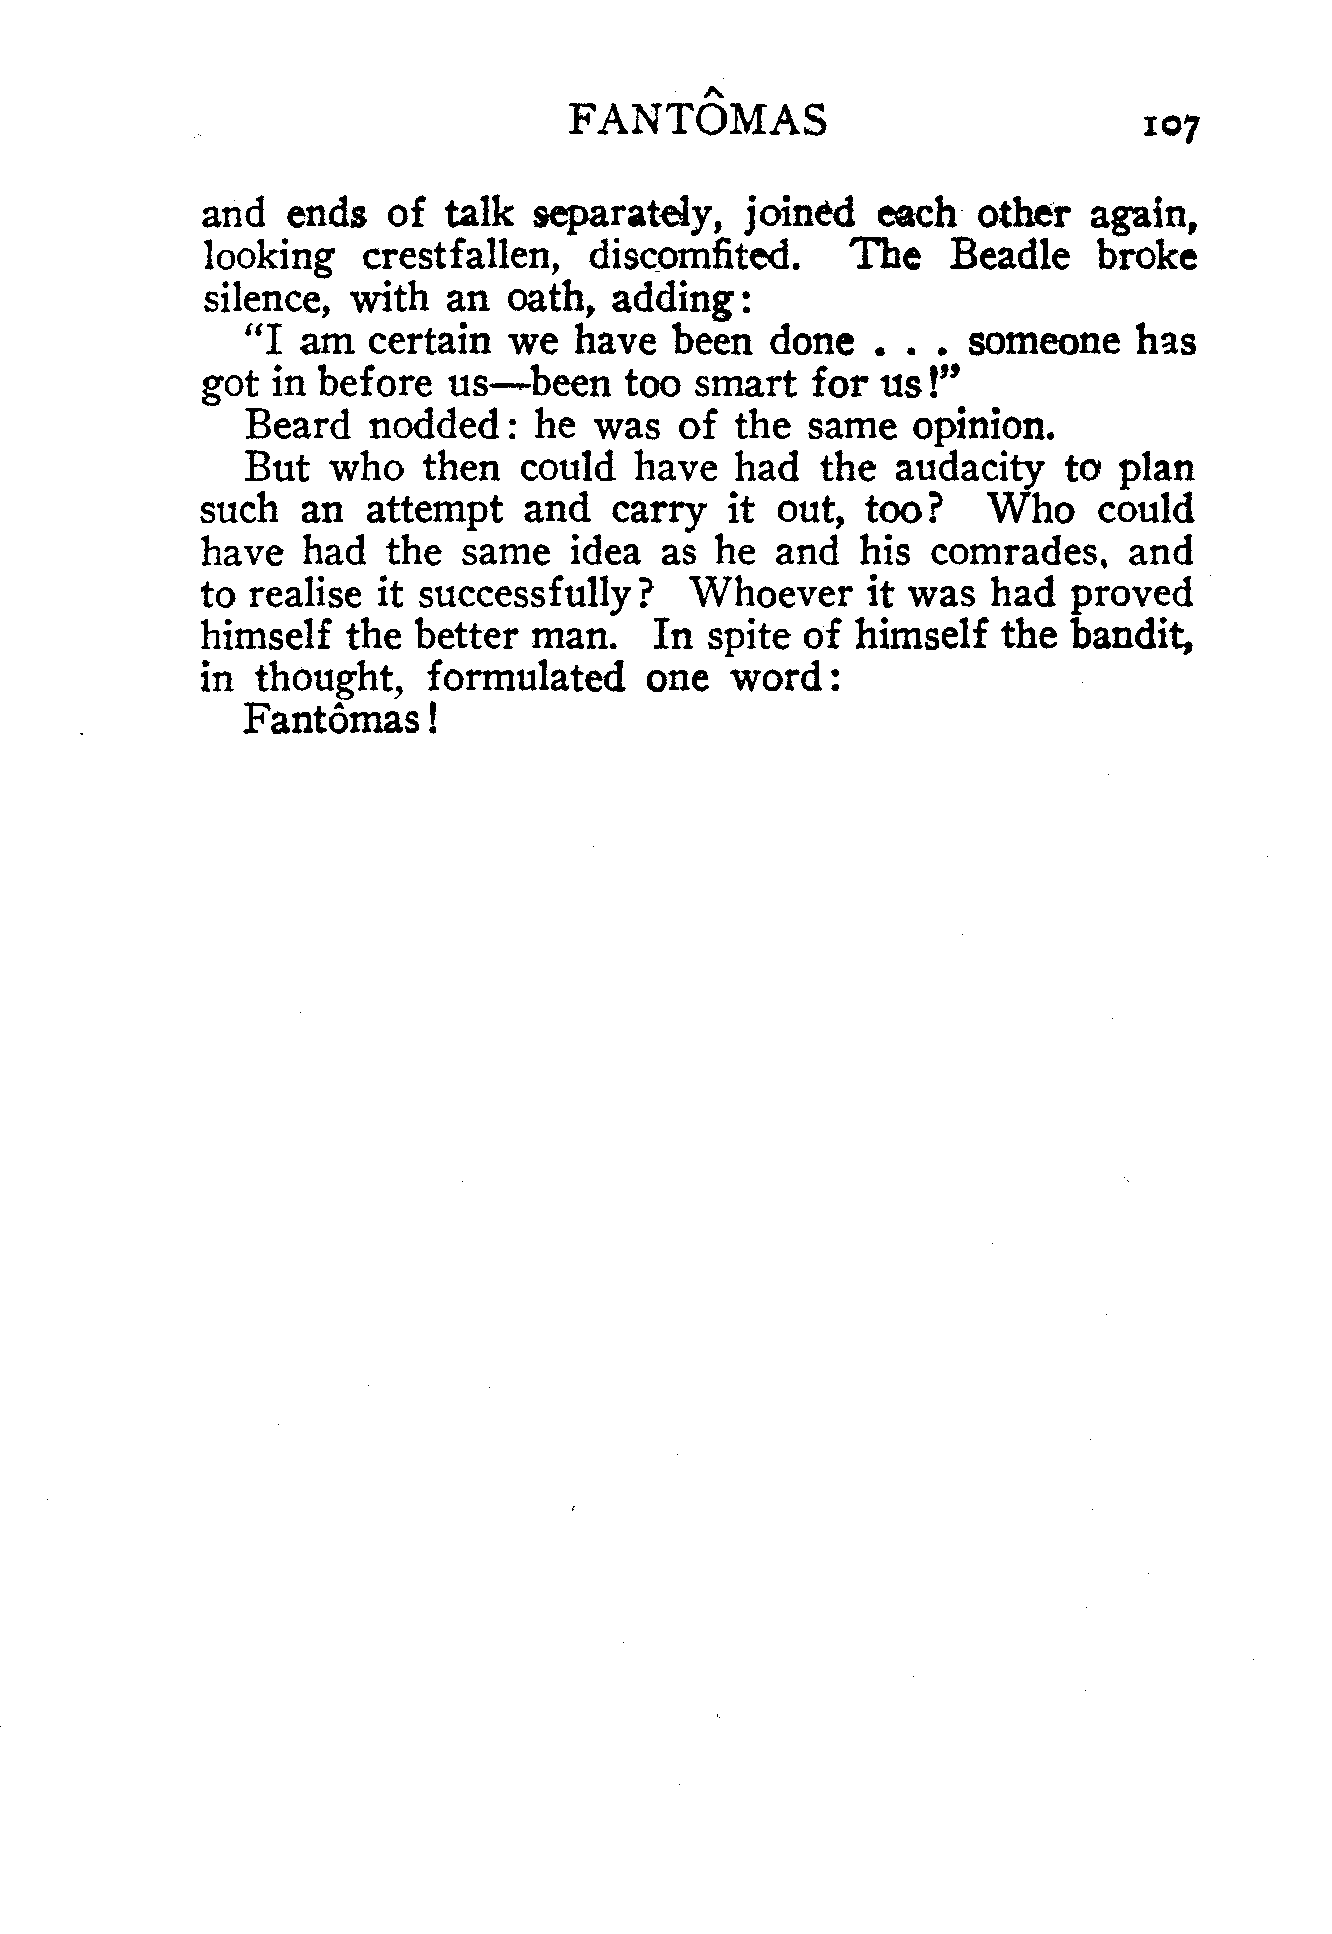 FANTÔMAS 107
and ends of talk separately, joined each other again,
looking crestfallen, discomfited. The Beadle broke
silence, with an oath, adding:
"I am certain we have been done . . . someone has
got in before us—been too smart for us!"
Beard nodded: he was of the same opinion.
But who then could have had the audacity to plan
such an attempt and carry it out, too? Who could
have had the same idea as he and his comrades, and
to realise it successfully? Whoever it was had proved
himself the better man. In spite of himself the bandit,
in thought, formulated one word:
Fantômas!